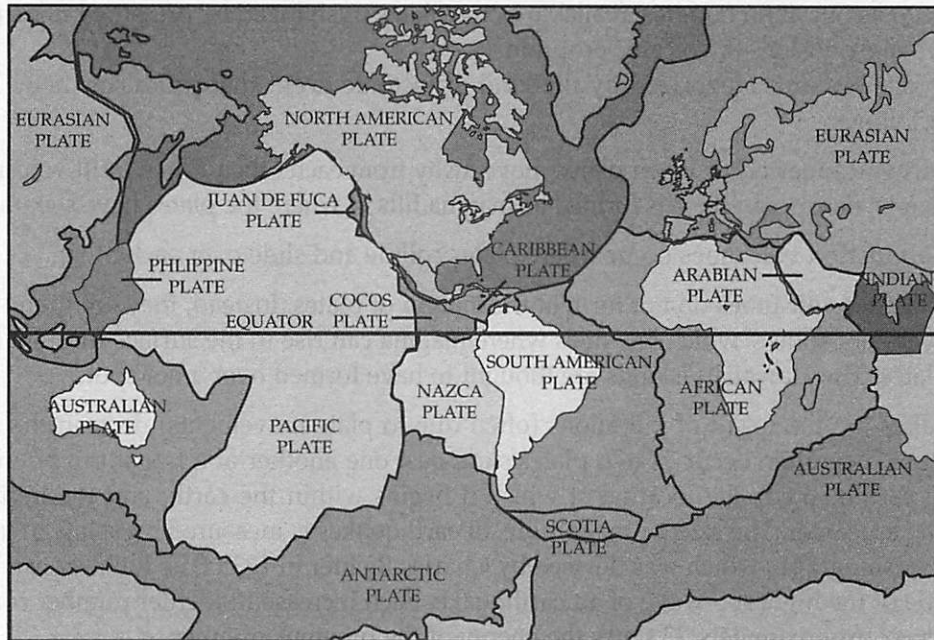 EURASIAN
PLATE
NORTH AMERICAN
PLATE
EURASIAN
PLATE
JUAN DE FUCA
PLATE
CARIBBEAN
PLATE
PHLIPPINE
PLATE
ARABIAN
PLATE
INDIAN
PLATE
COCOS
PLATE
EQUATOR
SOUTH AMERICAN
PLATE
NAZCA
PLATE
AFRICAN
PLATE
AUSTRALIAN
PLATE
PACIFIC
PLATE
AUSTRALIAN
PLATE
SCOTIA
PLATE
ANTARCTIC
PLATE